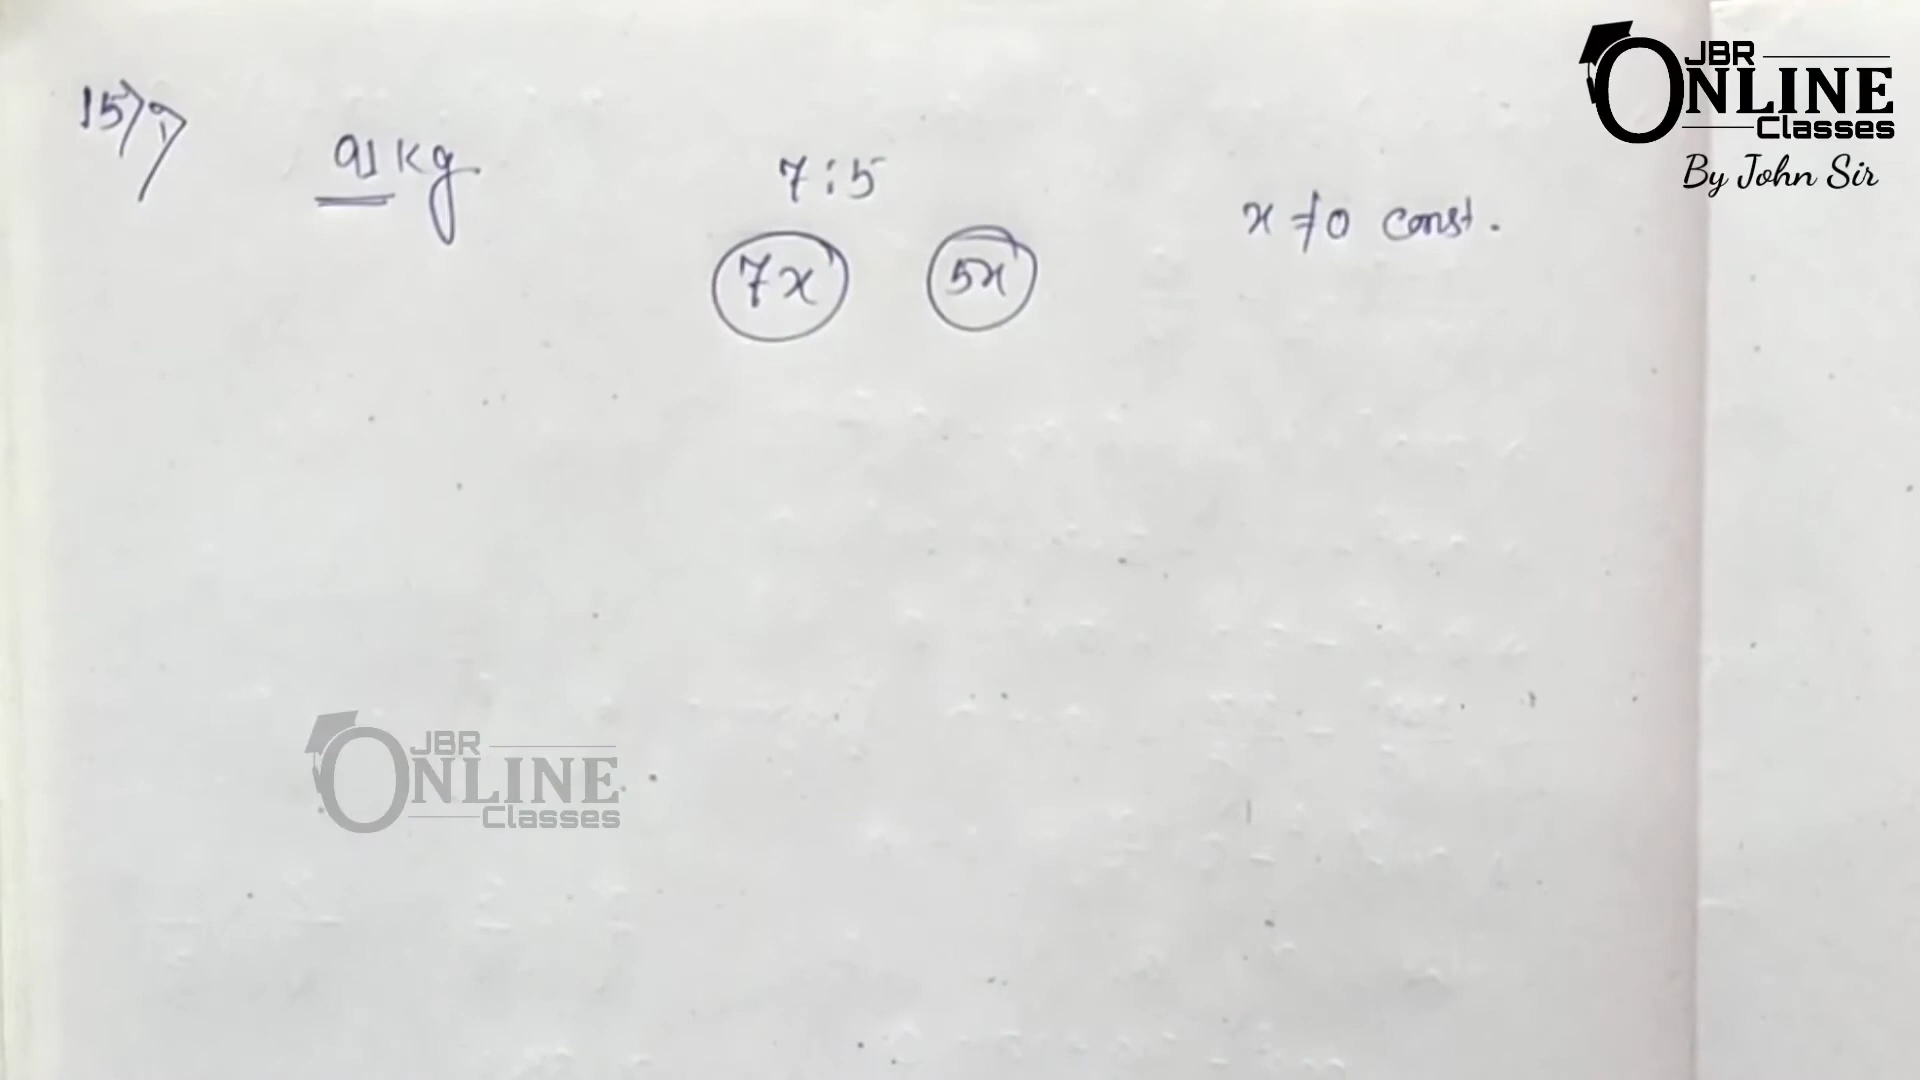 15) i)
91 kg
7 : 5
7x 5x
x ≠ 0 const.
JBR
ONLINE
Classes
By John Sir
JBR
ONLINE
Classes